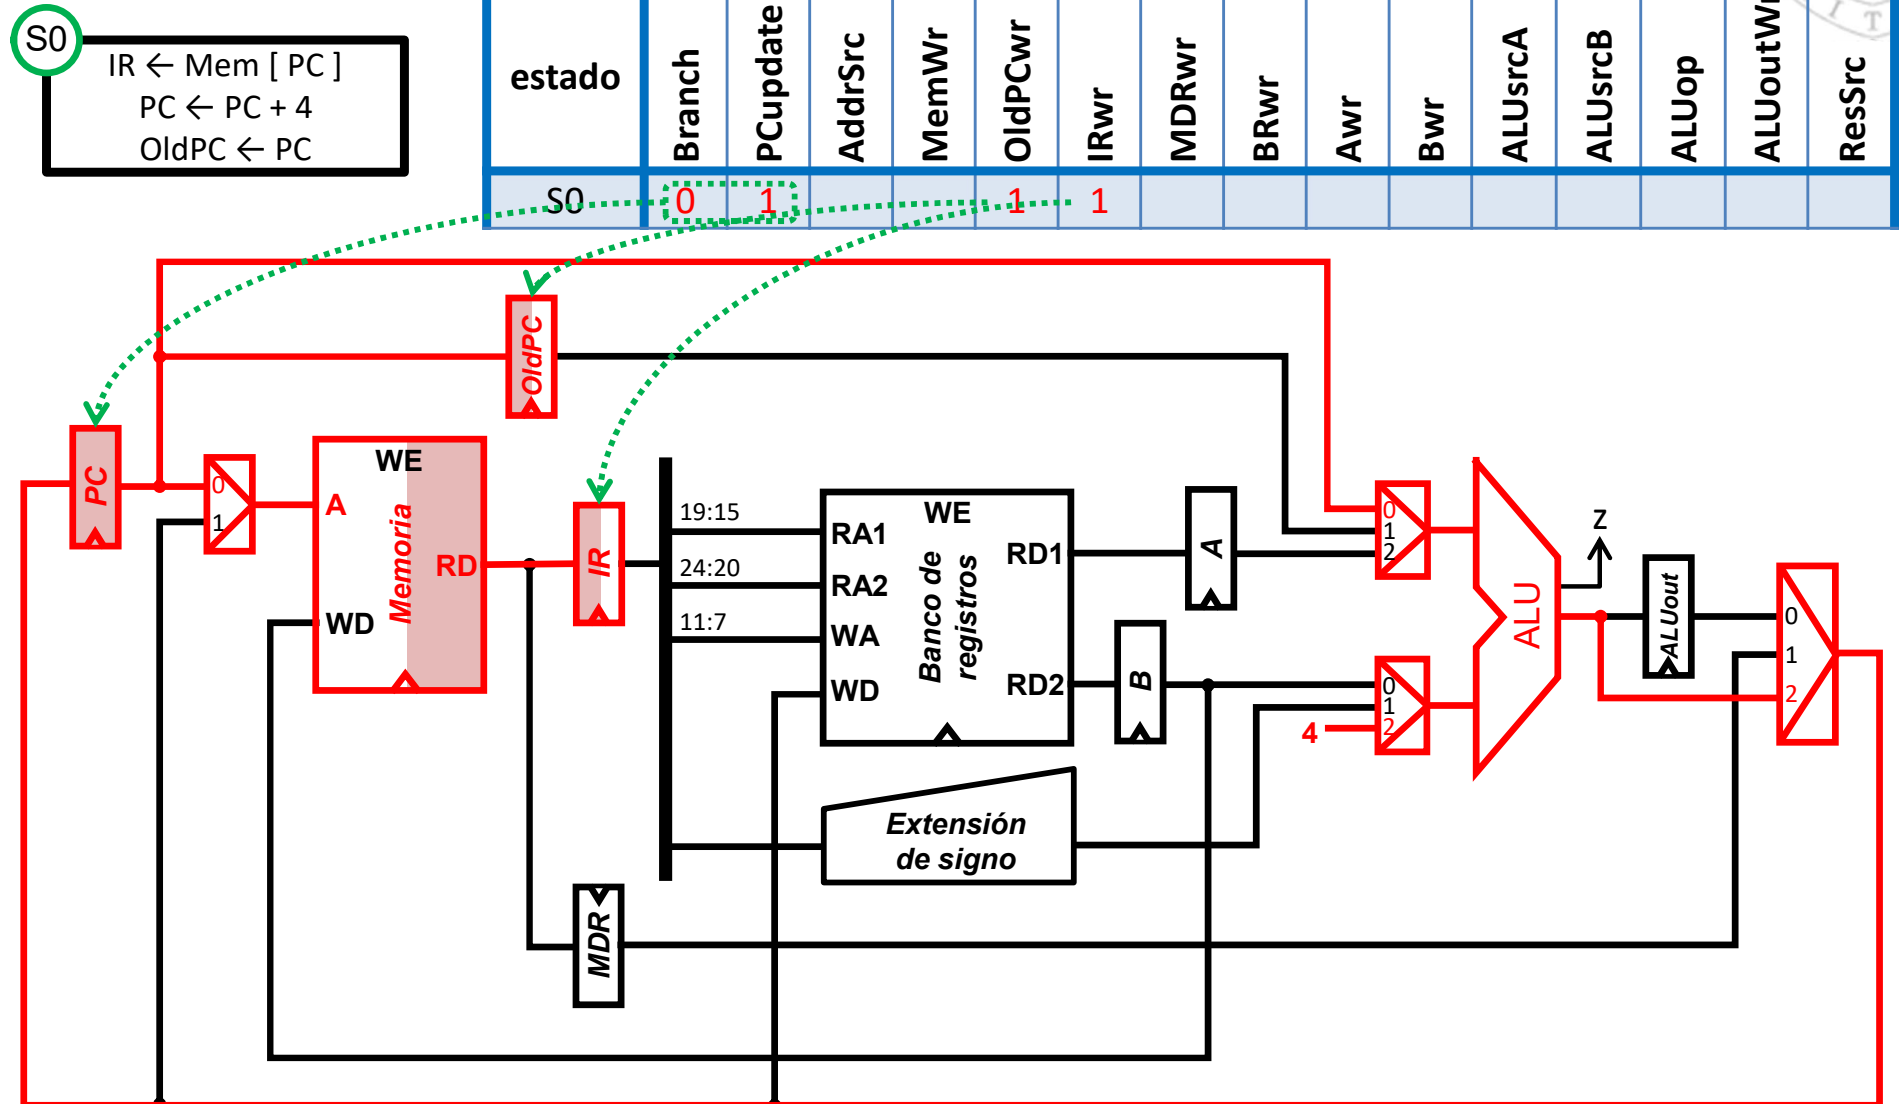 S0
IR ← Mem [ PC ]
PC ← PC + 4
OldPC ← PC
estado
Branch
PCupdate
AddrSrc
MemWr
OldPCwr
IRwr
MDRwr
BRwr
Awr
Bwr
ALUsrcA
ALUsrcB
ALUop
ALUoutWr
ResSrc
S0 0 1 1 1
OldPC
PC
0
1
WE
A
Memoria
RD
WD
IR
19:15
24:20
11:7
WE
RA1
RA2
WA
WD
Banco de
registros
RD1
RD2
A
B
0
1
2
0
1
2
4
ALU
Z
ALUout
0
1
2
Extensión
de signo
MDR